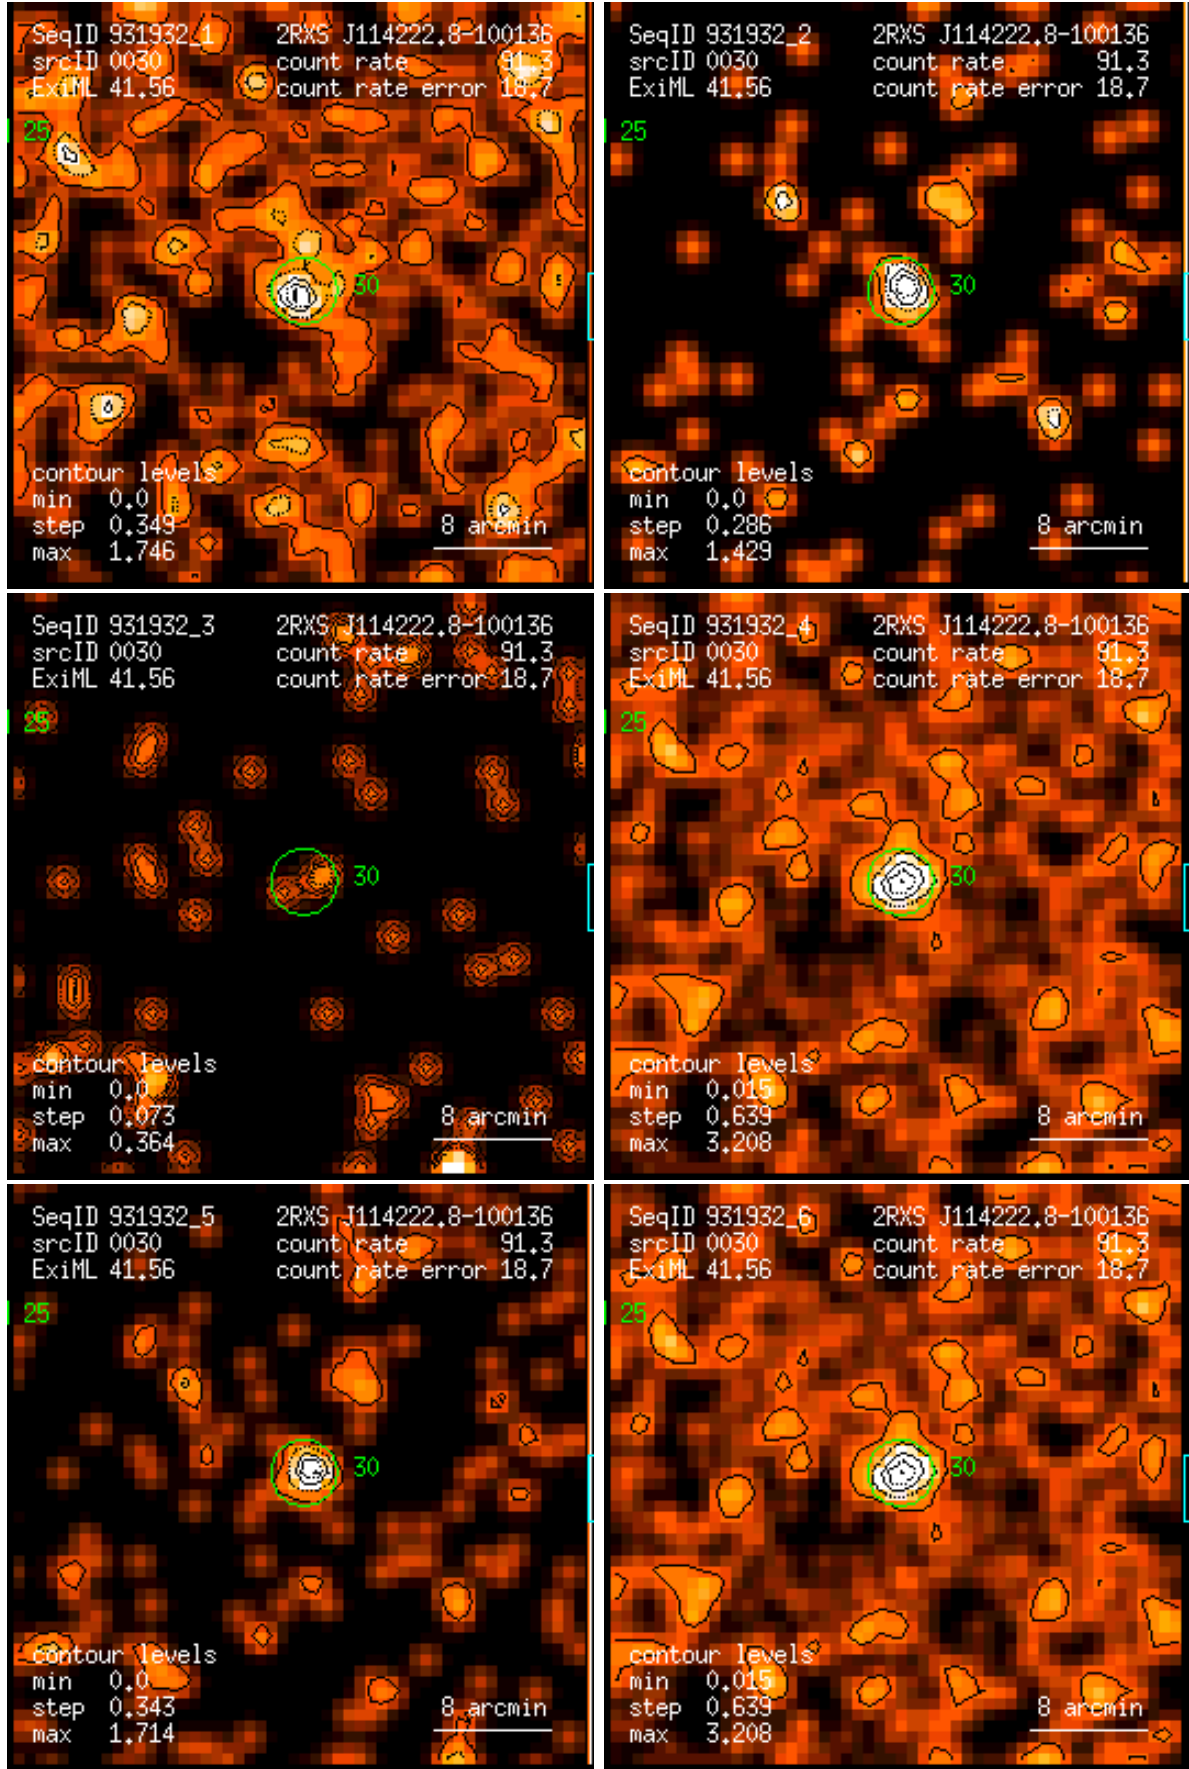 SeqID 931932_1 2RXS J114222.8-100136
srcID 0030 count rate 91.3
ExiML 41.56 count rate error 18.7
25
30
contour levels
min 0.0
step 0.349 8 arcmin
max 1.746
SeqID 931932_2 2RXS J114222.8-100136
srcID 0030 count rate 91.3
ExiML 41.56 count rate error 18.7
25
30
contour levels
min 0.0
step 0.286 8 arcmin
max 1.429
SeqID 931932_3 2RXS J114222.8-100136
srcID 0030 count rate 91.3
ExiML 41.56 count rate error 18.7
25
30
contour levels
min 0.0
step 0.073 8 arcmin
max 0.364
SeqID 931932_4 2RXS J114222.8-100136
srcID 0030 count rate 91.3
ExiML 41.56 count rate error 18.7
25
30
contour levels
min 0.015
step 0.639 8 arcmin
max 3.208
SeqID 931932_5 2RXS J114222.8-100136
srcID 0030 count rate 91.3
ExiML 41.56 count rate error 18.7
25
30
contour levels
min 0.0
step 0.343 8 arcmin
max 1.714
SeqID 931932_6 2RXS J114222.8-100136
srcID 0030 count rate 91.3
ExiML 41.56 count rate error 18.7
25
30
contour levels
min 0.015
step 0.639 8 arcmin
max 3.208